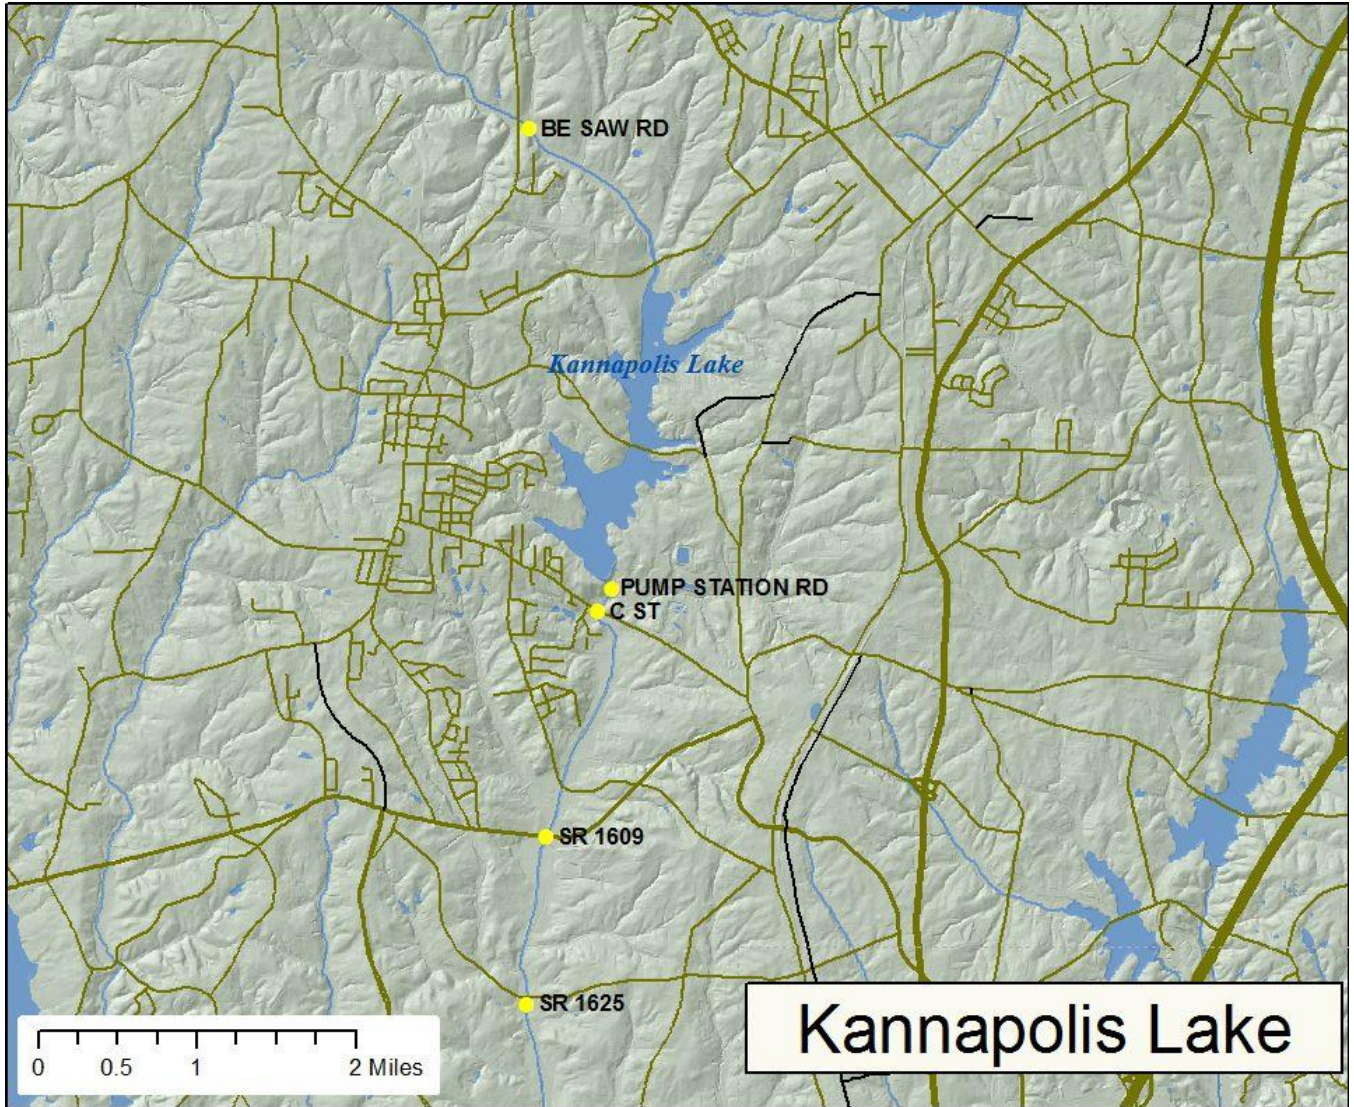 BE SAW RD
Kannapolis Lake
PUMP STATION RD
C ST
SR 1609
SR 1625
0 0.5 1 2 Miles
Kannapolis Lake